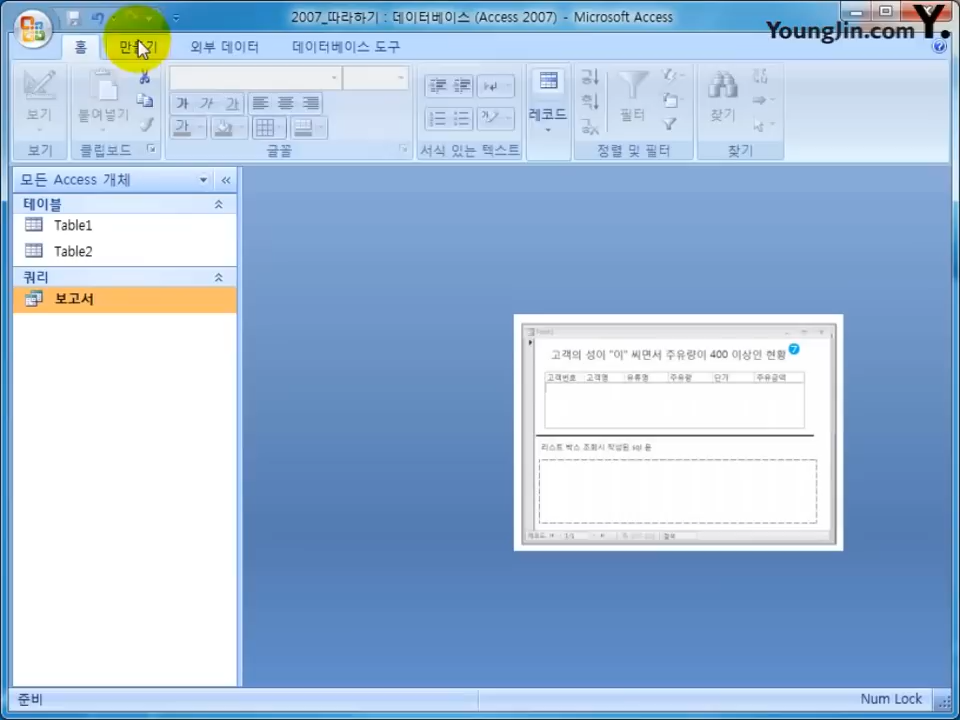 2007_따라하기 : 데이터베이스 (Access 2007) - Microsoft Access
YoungJin.com Y.
홈 만들기 외부 데이터 데이터베이스 도구
보기 붙여넣기 레코드 필터 찾기
가 가 가
가
보기 클립보드 글꼴 서식 있는 텍스트 정렬 및 필터 찾기
모든 Access 개체
테이블
Table1
Table2
쿼리
보고서
고객의 성이 "이" 씨면서 주유량이 400 이상인 현황 7
고객번호 고객명 유류명 주유량 단가 주유금액
리스트 박스 조회시 작성된 sql 문
준비 Num Lock